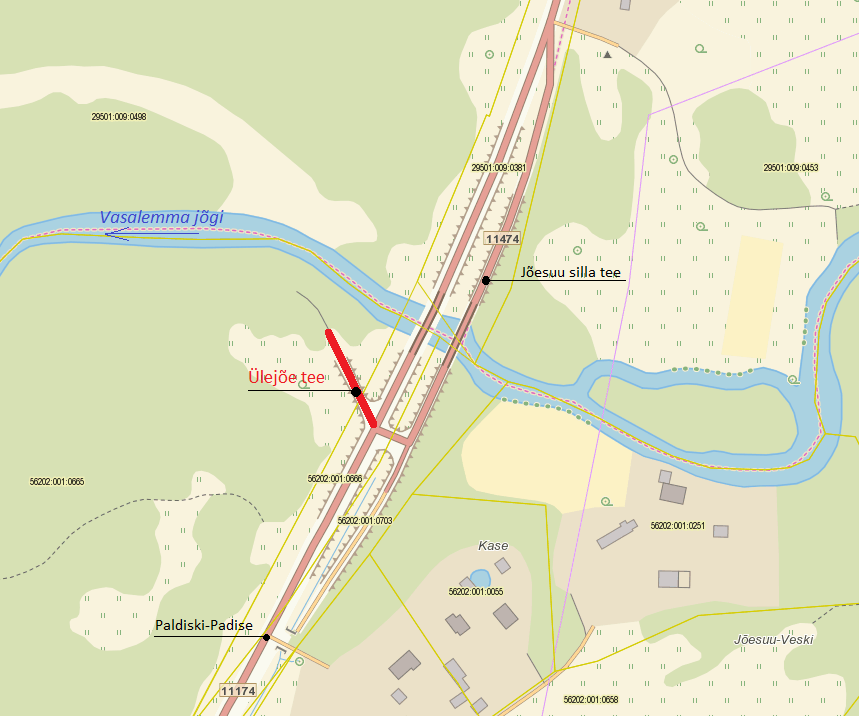 29501:009:0498
29501:009:0381
29501:009:0453
Vasalemma jõgi
11474
Jõesuu silla tee
Ülejõe tee
56202:001:0665
56202:001:0666
56202:001:0703
56202:001:0251
Kase
56202:001:0055
Paldiski-Padise
Jõesuu-Veski
11174
56202:001:0658